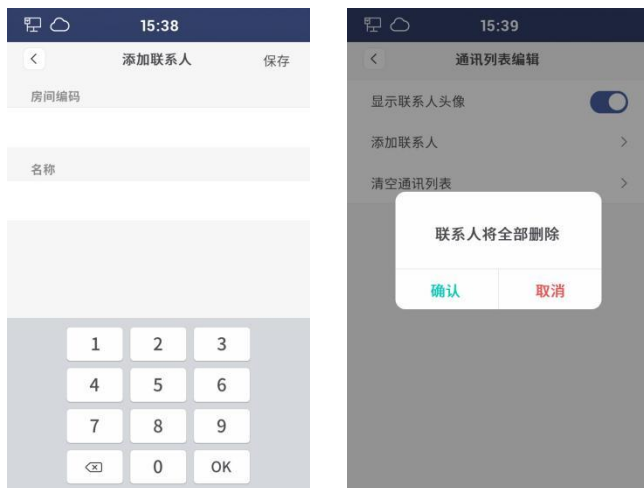 15:38
添加联系人
保存
房间编码
名称
1 2 3
4 5 6
7 8 9
0 OK
15:39
通讯列表编辑
显示联系人头像
添加联系人
清空通讯列表
联系人将全部删除
确认 取消